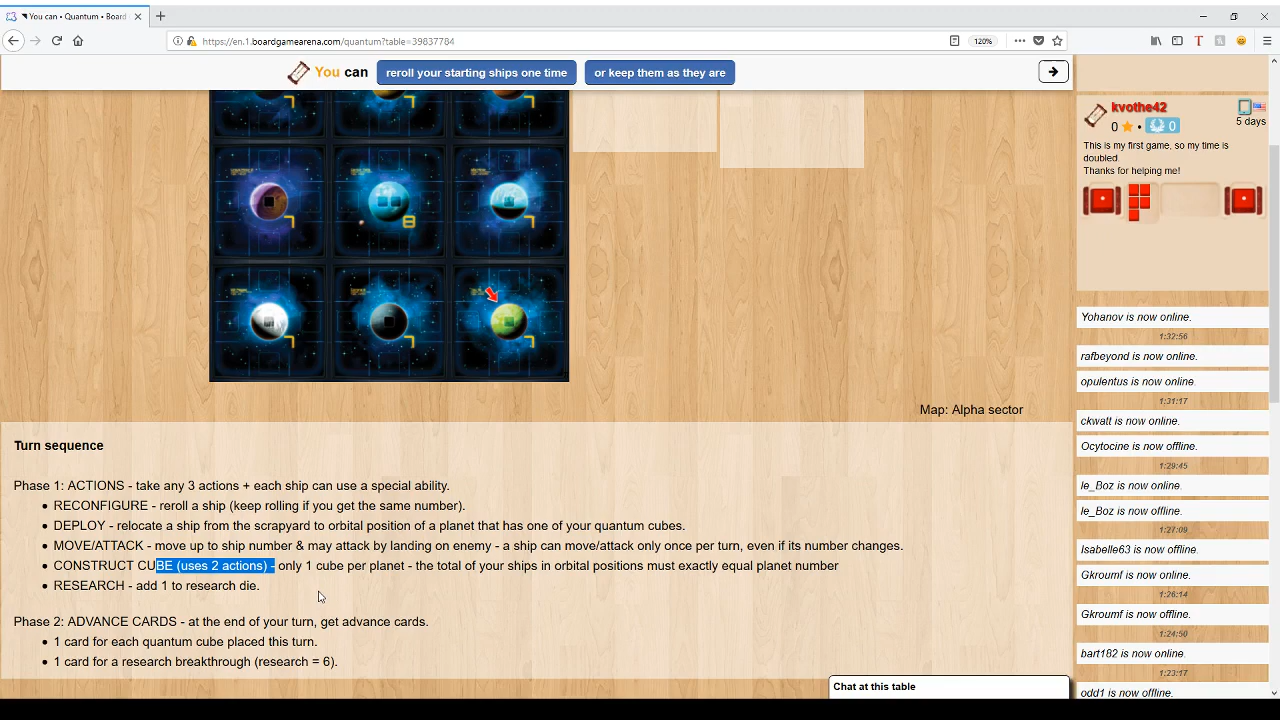 You can • Quantum • Board
https://en.1.boardgamearena.com/quantum?table=39837784
120%
You can
reroll your starting ships one time
or keep them as they are
kvothe42
0 • 0
5 days
This is my first game, so my time is
doubled.
Thanks for helping me!
7
8
7
7
7
7
Map: Alpha sector
Turn sequence
Phase 1: ACTIONS - take any 3 actions + each ship can use a special ability.
• RECONFIGURE - reroll a ship (keep rolling if you get the same number).
• DEPLOY - relocate a ship from the scrapyard to orbital position of a planet that has one of your quantum cubes.
• MOVE/ATTACK - move up to ship number & may attack by landing on enemy - a ship can move/attack only once per turn, even if its number changes.
• CONSTRUCT CUBE (uses 2 actions) - only 1 cube per planet - the total of your ships in orbital positions must exactly equal planet number
• RESEARCH - add 1 to research die.
Phase 2: ADVANCE CARDS - at the end of your turn, get advance cards.
• 1 card for each quantum cube placed this turn.
• 1 card for a research breakthrough (research = 6).
Yohanov is now online.
1:32:56
rafbeyond is now online.
opulentus is now online.
1:31:17
ckwatt is now online.
Ocytocine is now offline.
1:29:45
le_Boz is now online.
le_Boz is now offline.
1:27:09
Isabelle63 is now offline.
Gkroumf is now online.
1:26:14
Gkroumf is now offline.
1:24:50
bart182 is now online.
1:23:17
odd1 is now offline.
Chat at this table